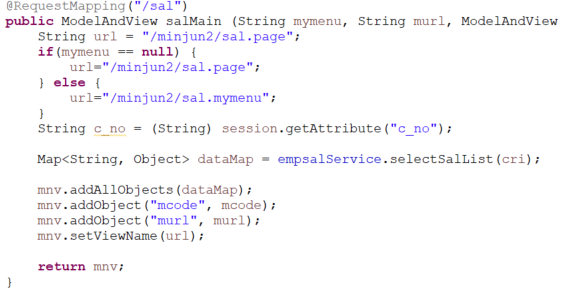 @RequestMapping("/sal")
public ModelAndView salMain (String mymenu, String murl, ModelAndView
    String url = "/minjun2/sal.page";
    if(mymenu == null) {
        url="/minjun2/sal.page";
    } else {
        url="/minjun2/sal.mymenu";
    }
    String c_no = (String) session.getAttribute("c_no");

    Map<String, Object> dataMap = empsalService.selectSalList(cri);

    mnv.addAllObjects(dataMap);
    mnv.addObject("mcode", mcode);
    mnv.addObject("murl", murl);
    mnv.setViewName(url);

    return mnv;
}